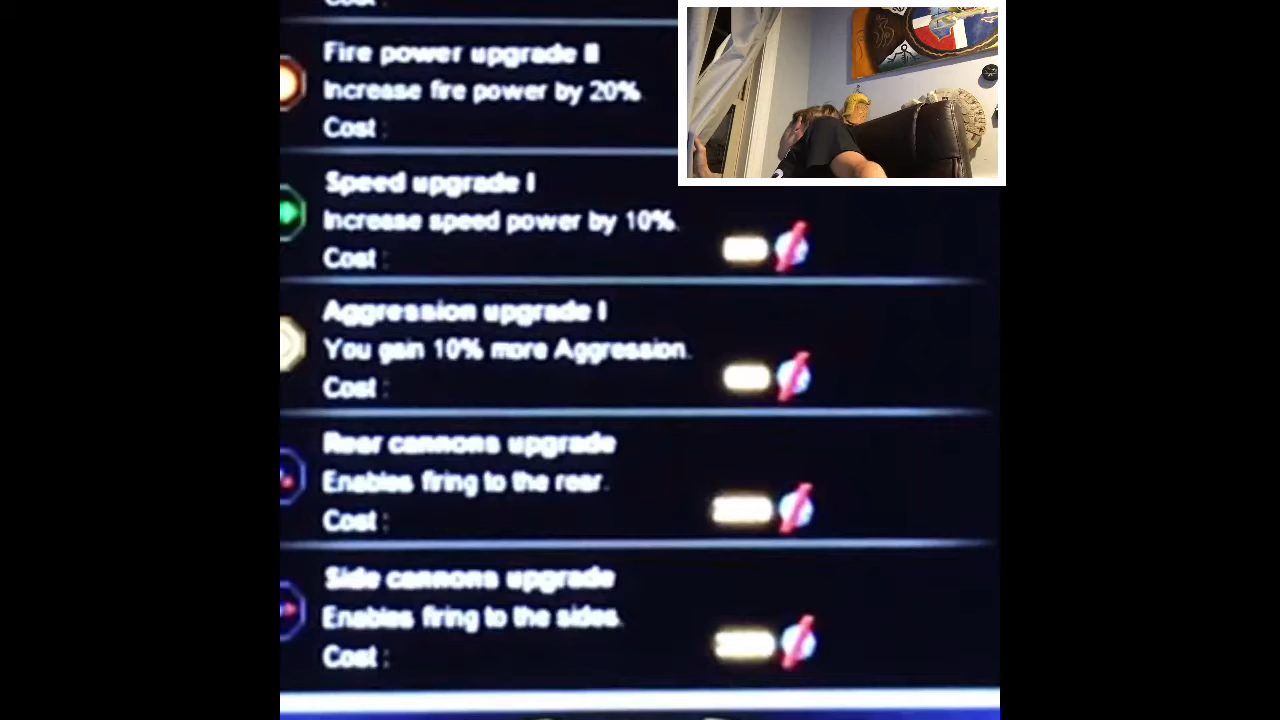 Cost :
Fire power upgrade II
Increase fire power by 20%.
Cost :
Speed upgrade I
Increase speed power by 10%.
Cost :
Aggression upgrade I
You gain 10% more Aggression.
Cost :
Rear cannons upgrade
Enables firing to the rear.
Cost :
Side cannons upgrade
Enables firing to the sides.
Cost :